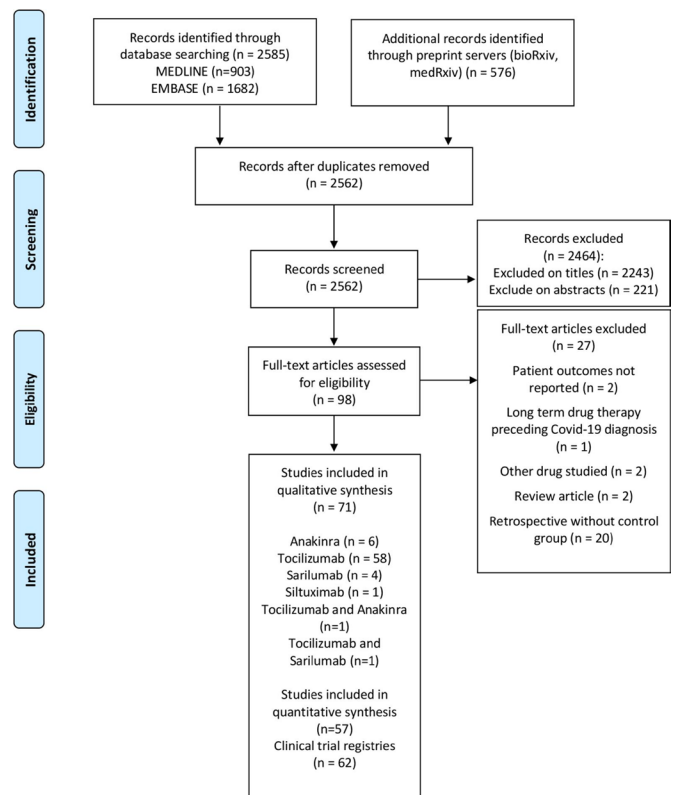 Identification
Records identified through
database searching (n = 2585)
MEDLINE (n=903)
EMBASE (n = 1682)
Additional records identified
through preprint servers (bioRxiv,
medRxiv) (n = 576)
Records after duplicates removed
(n = 2562)
Screening
Records screened
(n = 2562)
Records excluded
(n = 2464):
Excluded on titles (n = 2243)
Exclude on abstracts (n = 221)
Eligibility
Full-text articles assessed
for eligibility
(n = 98)
Full-text articles excluded
(n = 27)
Patient outcomes not
reported (n = 2)
Long term drug therapy
preceding Covid-19 diagnosis
(n = 1)
Other drug studied (n = 2)
Review article (n = 2)
Retrospective without control
group (n = 20)
Included
Studies included in
qualitative synthesis
(n = 71)
Anakinra (n = 6)
Tocilizumab (n = 58)
Sarilumab (n = 4)
Siltuximab (n = 1)
Tocilizumab and Anakinra
(n=1)
Tocilizumab and
Sarilumab (n=1)
Studies included in
quantitative synthesis
(n=57)
Clinical trial registries
(n = 62)